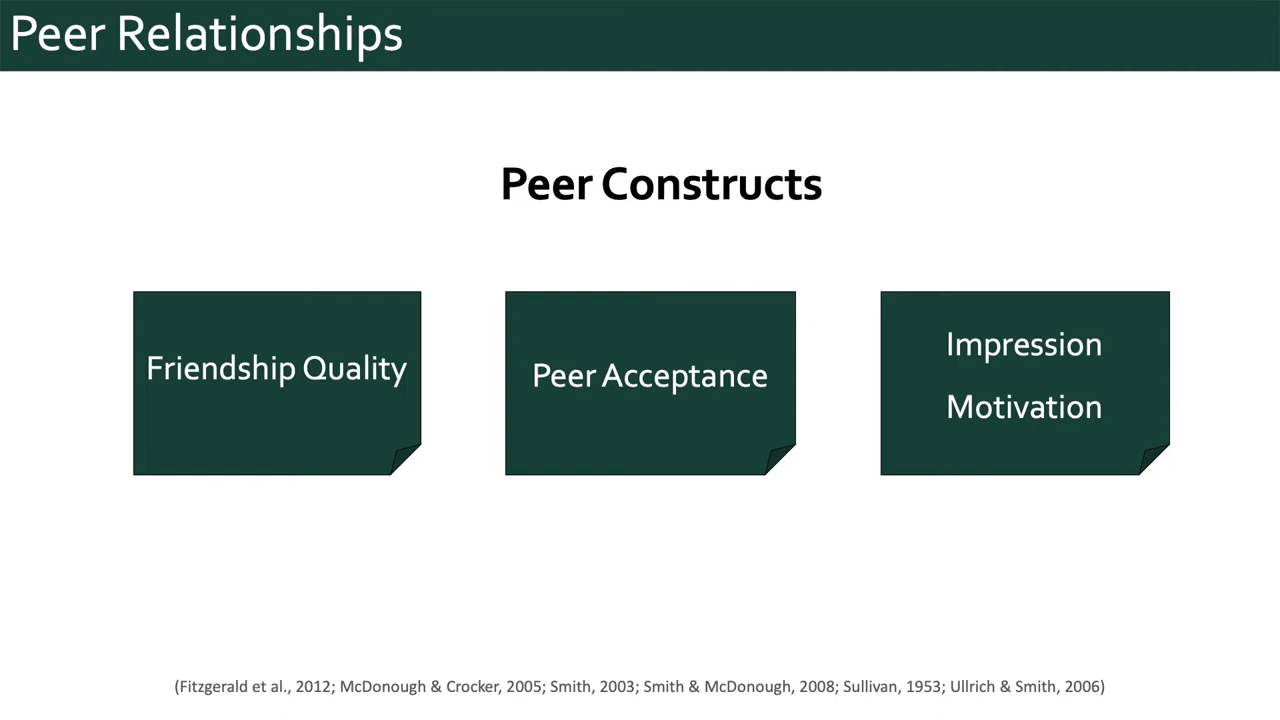 Peer Relationships
Peer Constructs
Friendship Quality
Peer Acceptance
Impression
Motivation
(Fitzgerald et al., 2012; McDonough & Crocker, 2005; Smith, 2003; Smith & McDonough, 2008; Sullivan, 1953; Ullrich & Smith, 2006)